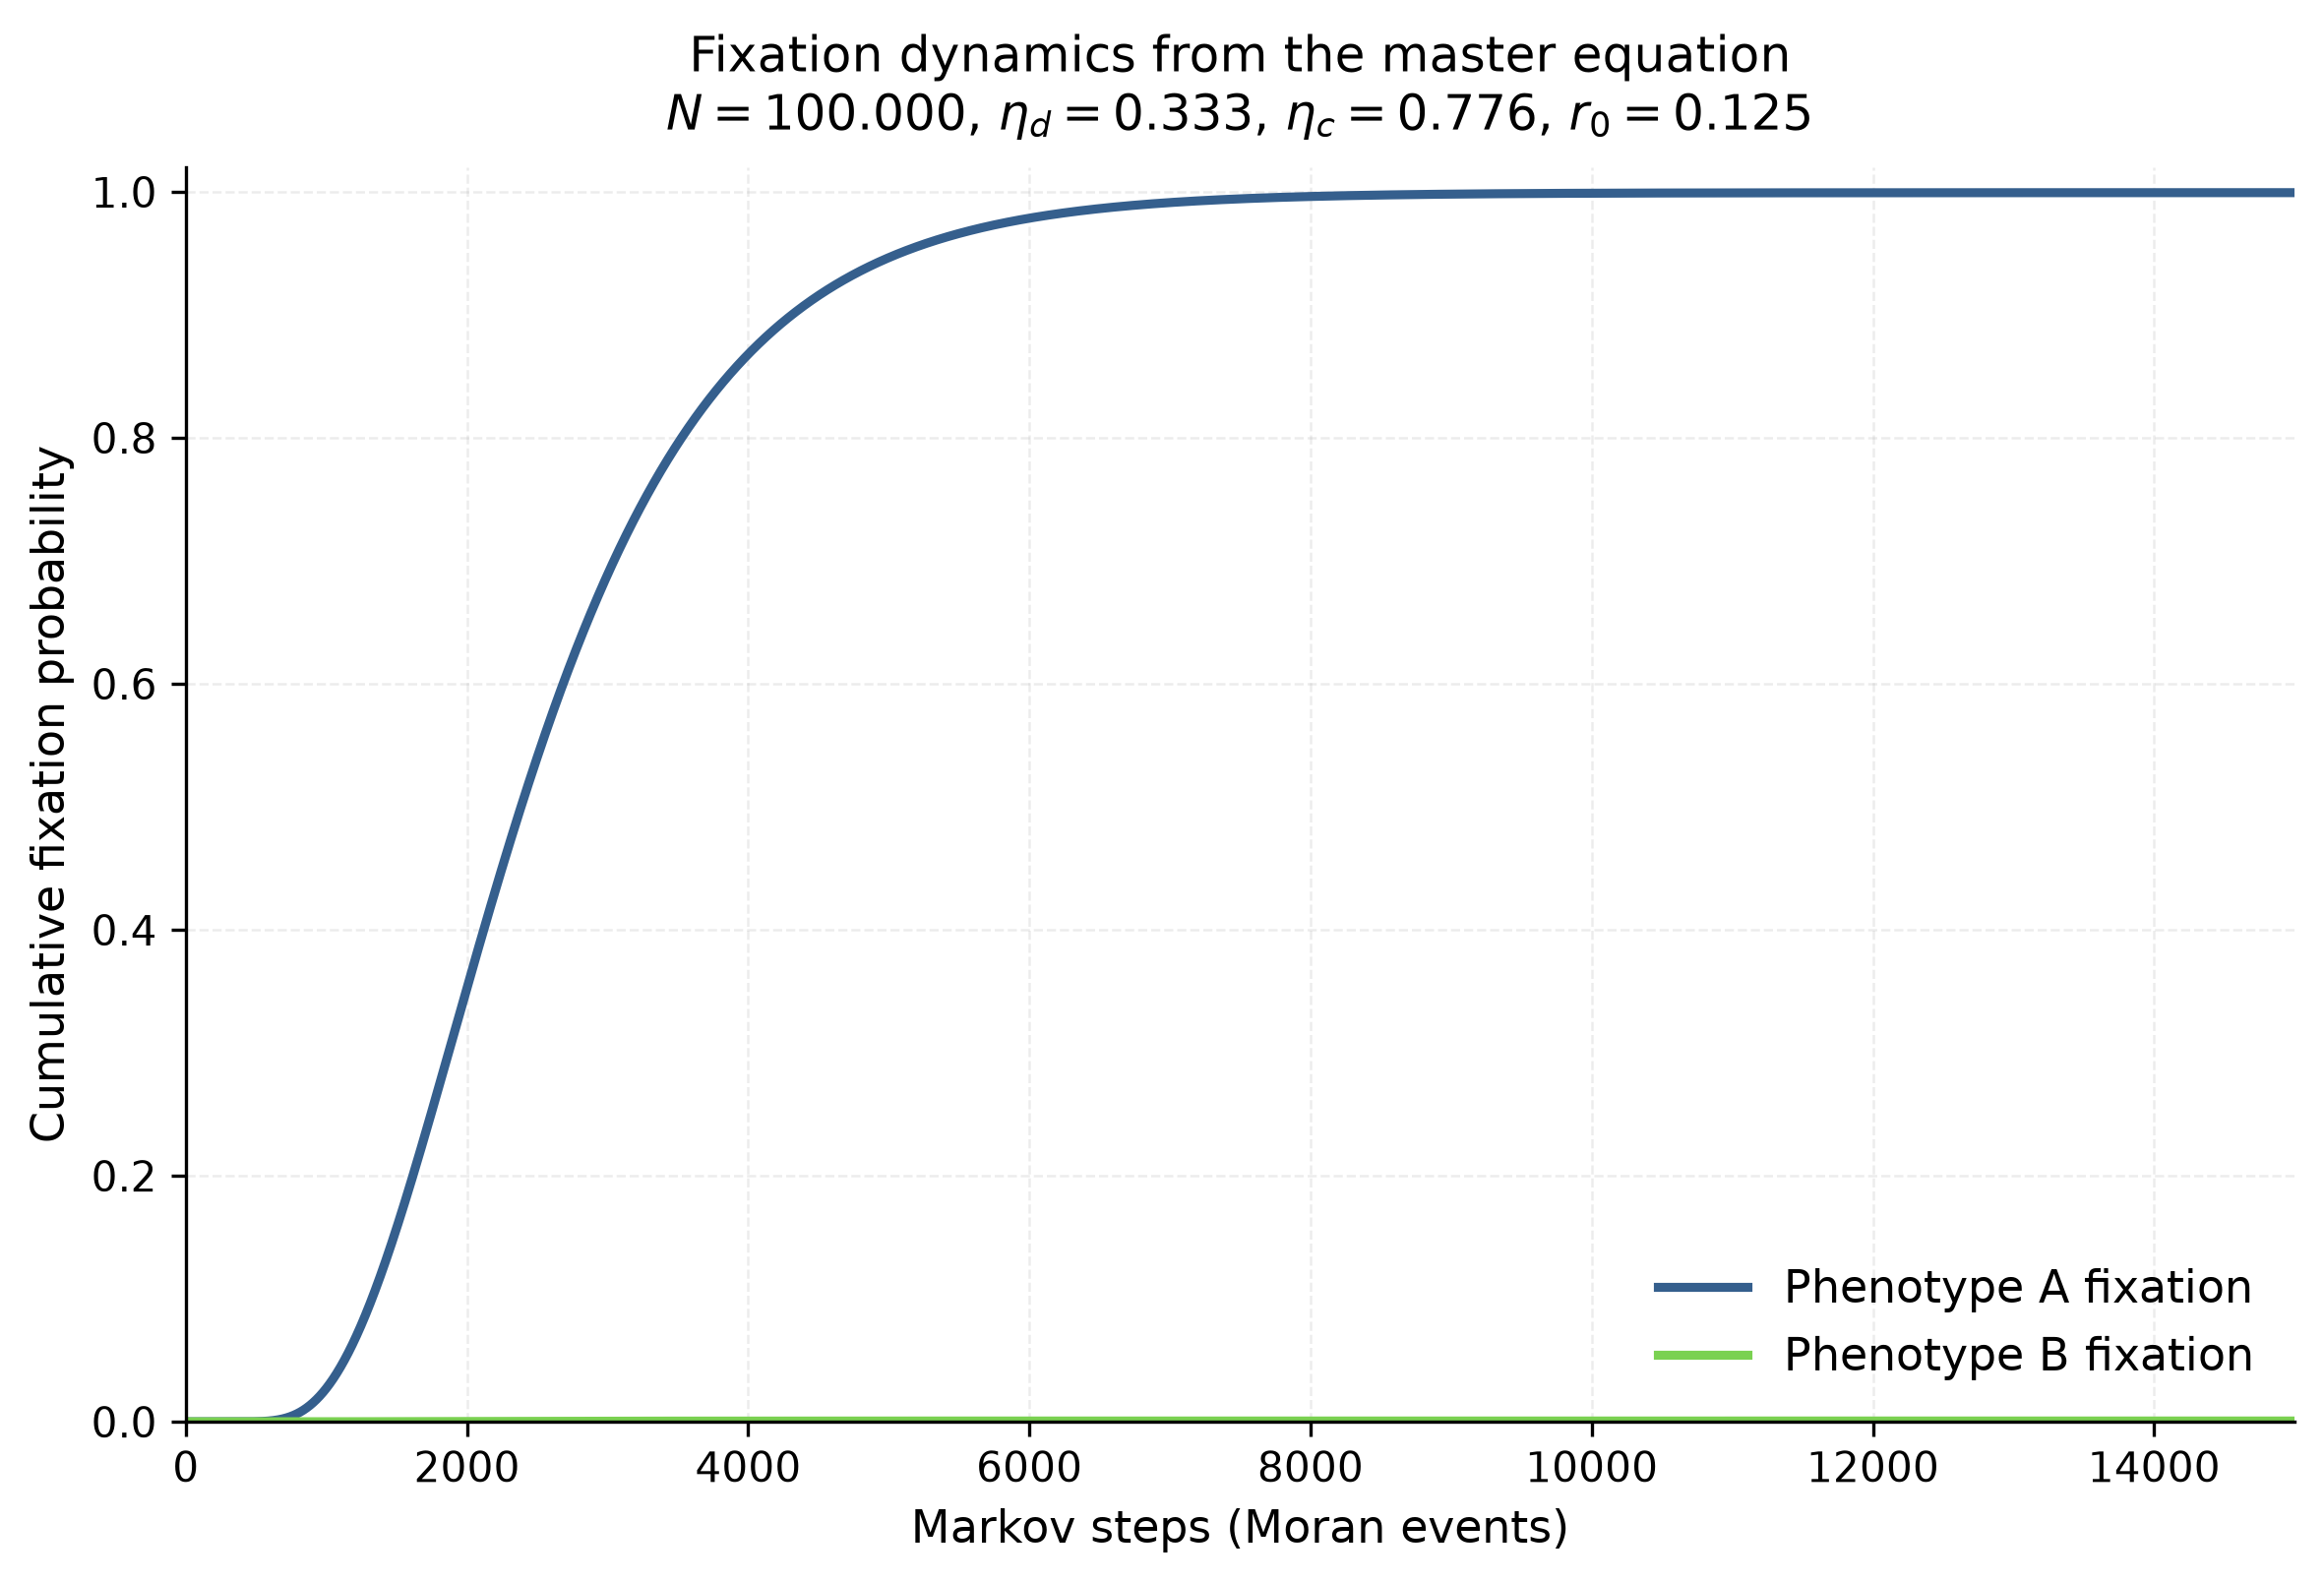 Fixation dynamics from the master equation
N = 100.000, η_d = 0.333, η_c = 0.776, r_0 = 0.125
Cumulative fixation probability
1.0
0.8
0.6
0.4
0.2
0.0
0 2000 4000 6000 8000 10000 12000 14000
Markov steps (Moran events)
Phenotype A fixation
Phenotype B fixation